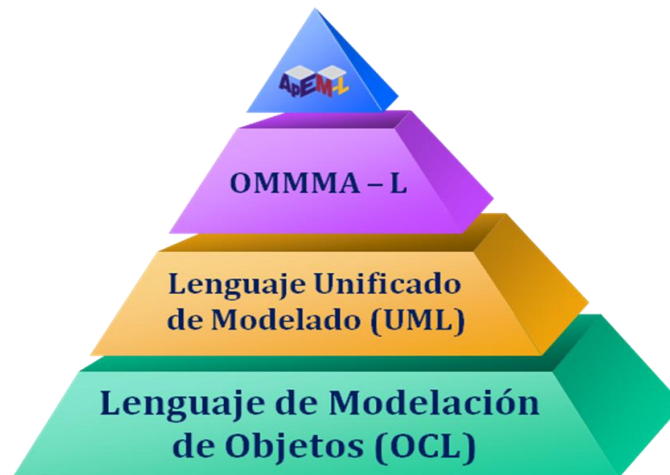 ApEM-L
OMMMA – L
Lenguaje Unificado
de Modelado (UML)
Lenguaje de Modelación
de Objetos (OCL)